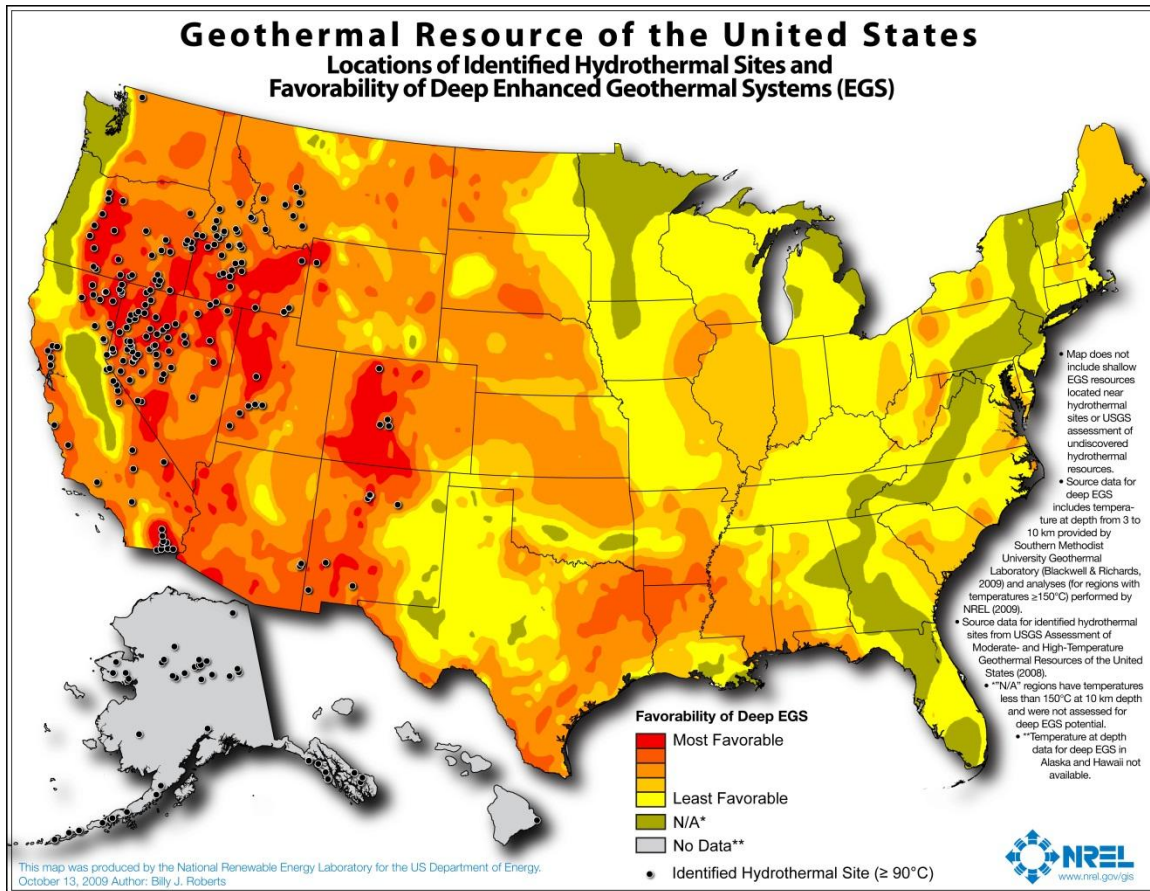 Geothermal Resource of the United States
Locations of Identified Hydrothermal Sites and
Favorability of Deep Enhanced Geothermal Systems (EGS)
• Map does not
include shallow
EGS resources
located near
hydrothermal
sites or USGS
assessment of
undiscovered
hydrothermal
resources.
• Source data for
deep EGS
includes tempera-
ture at depth from 3 to
10 km provided by
Southern Methodist
University Geothermal
Laboratory (Blackwell & Richards,
2009) and analyses (for regions with
temperatures ≥150°C) performed by
NREL (2009).
• Source data for identified hydrothermal
sites from USGS Assessment of
Moderate- and High-Temperature
Geothermal Resources of the United
States (2008).
• *"N/A" regions have temperatures
less than 150°C at 10 km depth
and were not assessed for
deep EGS potential.
• **Temperature at depth
data for deep EGS in
Alaska and Hawaii not
available.
Favorability of Deep EGS
Most Favorable
Least Favorable
N/A*
No Data**
Identified Hydrothermal Site (≥ 90°C)
This map was produced by the National Renewable Energy Laboratory for the US Department of Energy.
October 13, 2009 Author: Billy J. Roberts
NREL
www.nrel.gov/gis